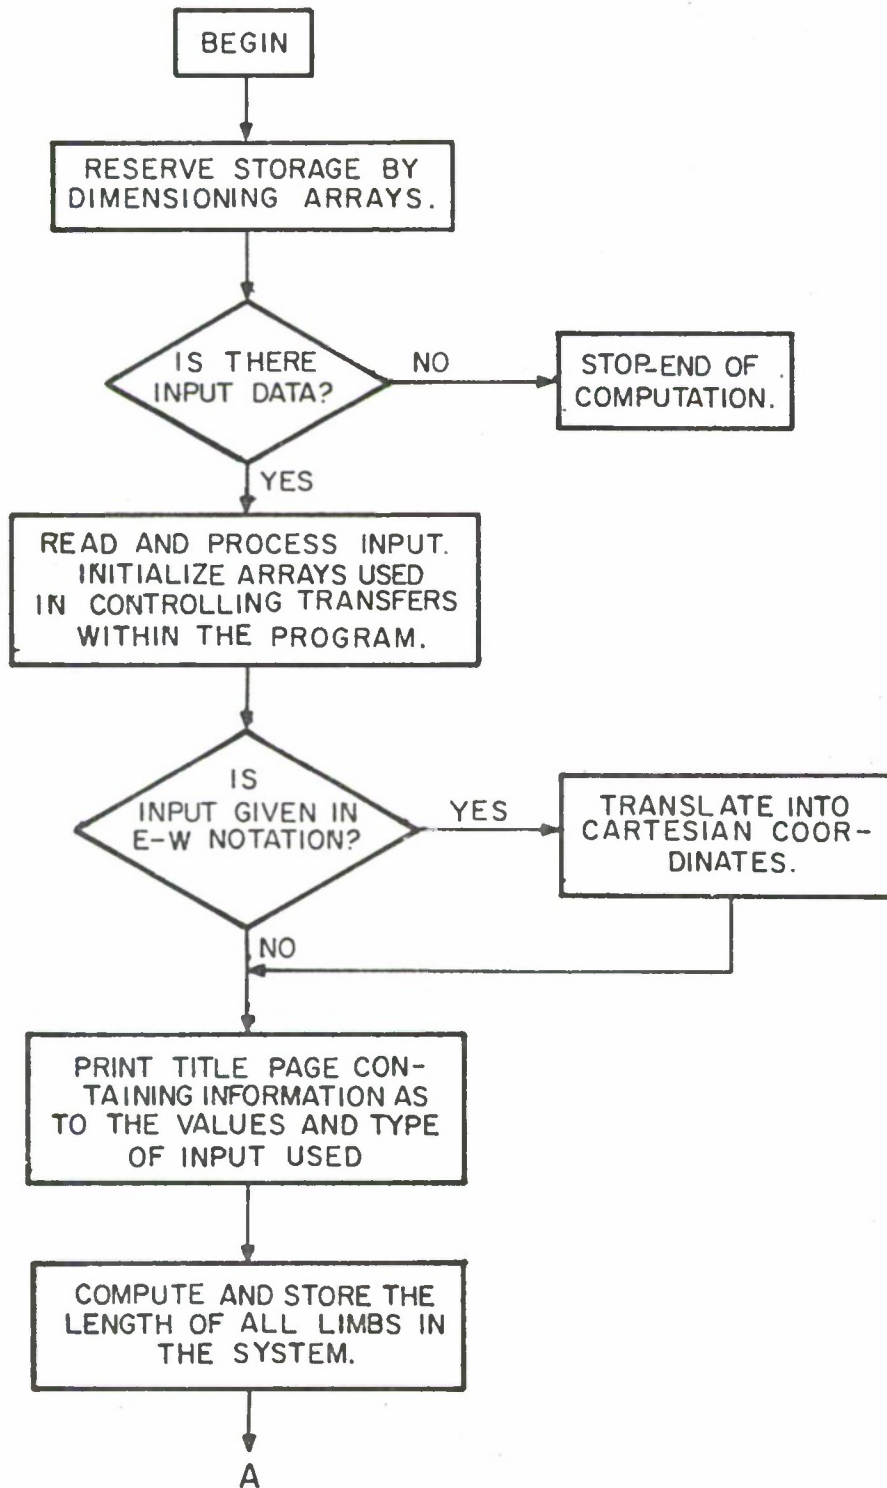 BEGIN
RESERVE STORAGE BY
DIMENSIONING ARRAYS.
IS THERE
INPUT DATA?
NO
STOP-END OF
COMPUTATION.
YES
READ AND PROCESS INPUT.
INITIALIZE ARRAYS USED
IN CONTROLLING TRANSFERS
WITHIN THE PROGRAM.
IS
INPUT GIVEN IN
E-W NOTATION?
YES
TRANSLATE INTO
CARTESIAN COOR-
DINATES.
NO
PRINT TITLE PAGE CON-
TAINING INFORMATION AS
TO THE VALUES AND TYPE
OF INPUT USED
COMPUTE AND STORE THE
LENGTH OF ALL LIMBS IN
THE SYSTEM.
A